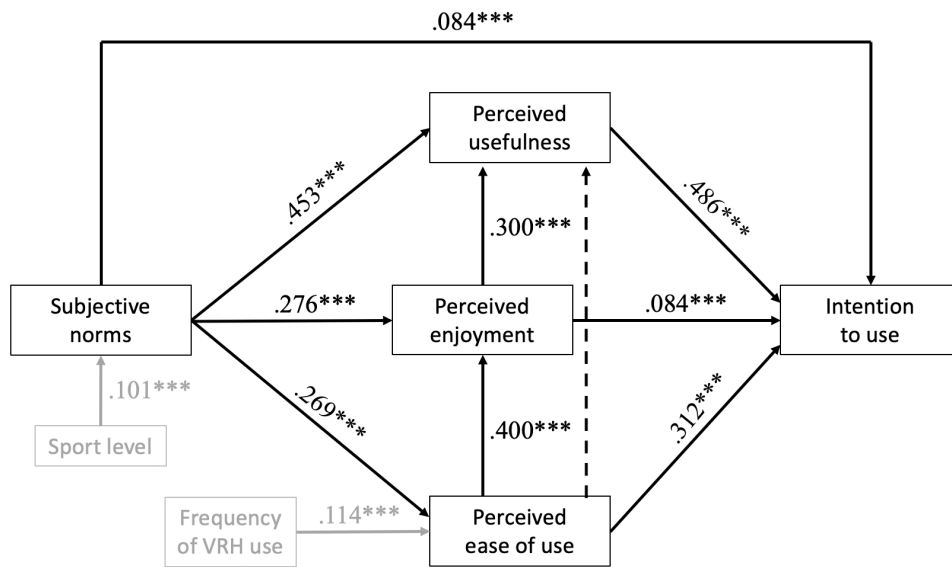 .084***
Perceived
usefulness
.453***
.486***
.300***
Subjective
norms
.276***
Perceived
enjoyment
.084***
Intention
to use
.101***
.269***
.400***
.312***
Sport level
Frequency
of VRH use
.114***
Perceived
ease of use